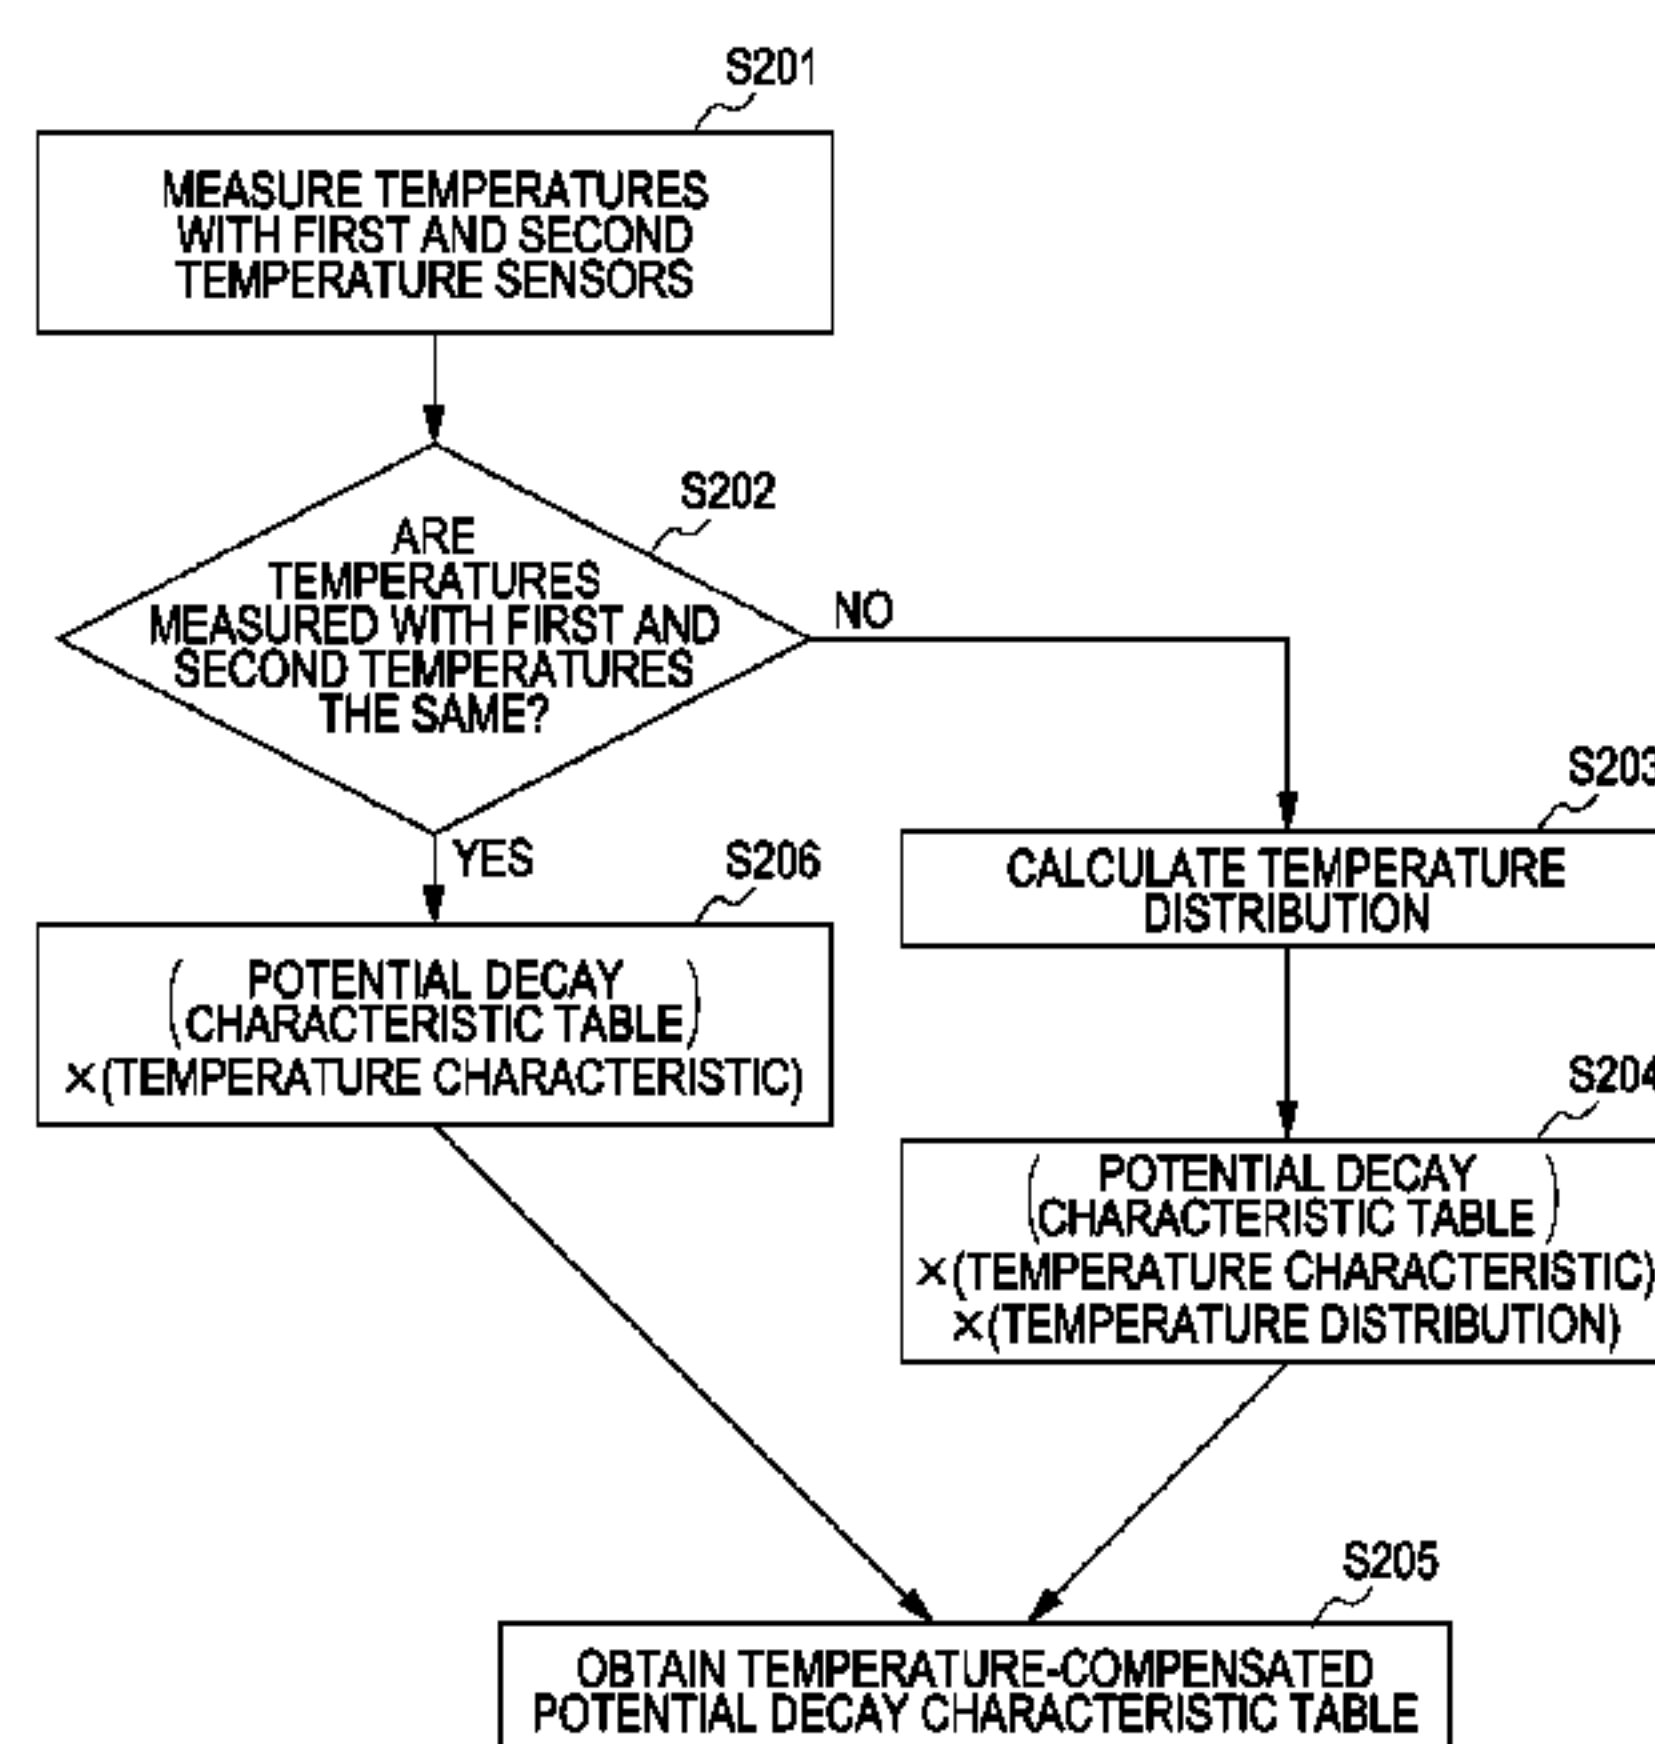 S201
MEASURE TEMPERATURES
WITH FIRST AND SECOND
TEMPERATURE SENSORS
S202
ARE
TEMPERATURES
MEASURED WITH FIRST AND
SECOND TEMPERATURES
THE SAME?
NO
YES
S203
CALCULATE TEMPERATURE
DISTRIBUTION
S206
(POTENTIAL DECAY
CHARACTERISTIC TABLE)
×(TEMPERATURE CHARACTERISTIC)
S204
(POTENTIAL DECAY
CHARACTERISTIC TABLE)
×(TEMPERATURE CHARACTERISTIC)
×(TEMPERATURE DISTRIBUTION)
S205
OBTAIN TEMPERATURE-COMPENSATED
POTENTIAL DECAY CHARACTERISTIC TABLE